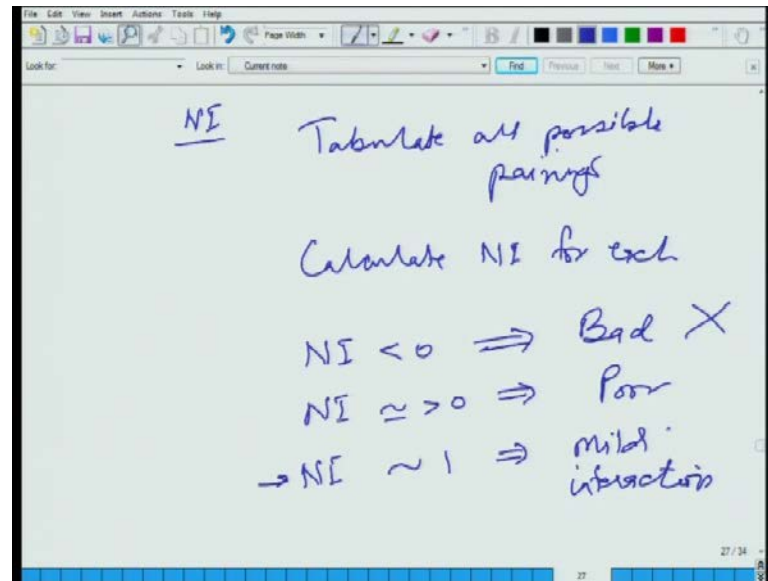 File Edit View Insert Actions Tools Help
Page Width
B I
Look for: Look in: Current note Find Previous Next More
NI Tabulate all possible
pairings
Calculate NI for each
NI < 0 ⇒ Bad X
NI ≃ > 0 ⇒ Poor
→ NI ~ 1 ⇒ mild
interaction
27 / 34
27